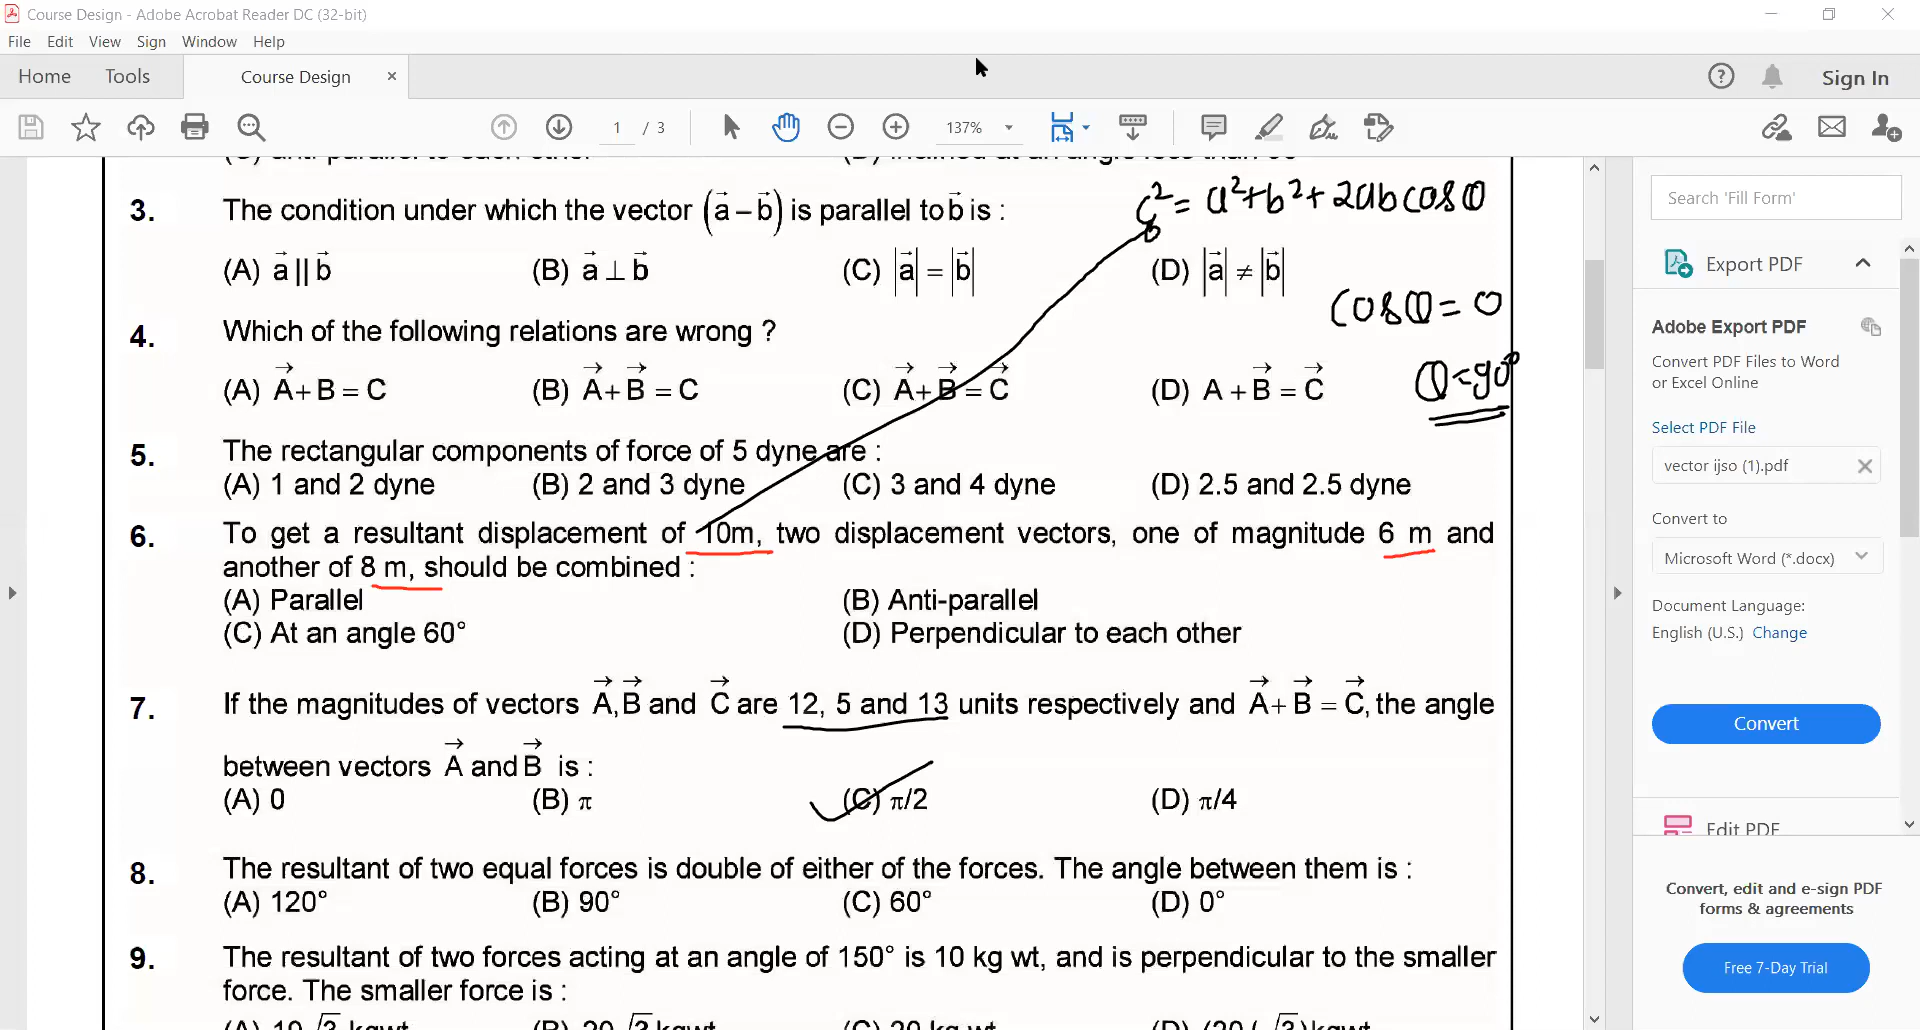 Course Design - Adobe Acrobat Reader DC (32-bit)
File Edit View Sign Window Help
Home Tools Course Design × Sign In
1 / 3 137%
3. The condition under which the vector (a⃗ – b⃗) is parallel to b⃗ is :
(A) a⃗ || b⃗ (B) a⃗ ⊥ b⃗ (C) |a⃗| = |b⃗| (D) |a⃗| ≠ |b⃗|
c² = a²+b²+2abcosθ
cosθ = 0
θ = 90°
4. Which of the following relations are wrong ?
(A) A⃗ + B = C (B) A⃗ + B⃗ = C (C) A⃗ + B⃗ = C⃗ (D) A + B⃗ = C⃗
5. The rectangular components of force of 5 dyne are :
(A) 1 and 2 dyne (B) 2 and 3 dyne (C) 3 and 4 dyne (D) 2.5 and 2.5 dyne
6. To get a resultant displacement of 10m, two displacement vectors, one of magnitude 6 m and
another of 8 m, should be combined :
(A) Parallel (B) Anti-parallel
(C) At an angle 60° (D) Perpendicular to each other
7. If the magnitudes of vectors A⃗, B⃗ and C⃗ are 12, 5 and 13 units respectively and A⃗ + B⃗ = C⃗, the angle
between vectors A⃗ and B⃗ is :
(A) 0 (B) π (C) π/2 (D) π/4
8. The resultant of two equal forces is double of either of the forces. The angle between them is :
(A) 120° (B) 90° (C) 60° (D) 0°
9. The resultant of two forces acting at an angle of 150° is 10 kg wt, and is perpendicular to the smaller
force. The smaller force is :
Search 'Fill Form'
Export PDF
Adobe Export PDF
Convert PDF Files to Word
or Excel Online
Select PDF File
vector ijso (1).pdf
Convert to
Microsoft Word (*.docx)
Document Language:
English (U.S.) Change
Convert
Edit PDF
Convert, edit and e-sign PDF
forms & agreements
Free 7-Day Trial